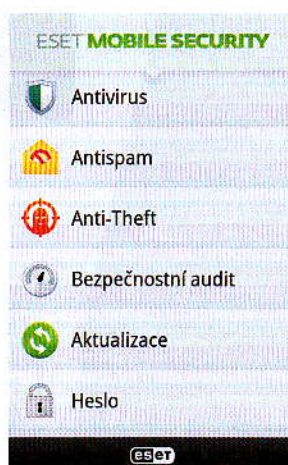 ESET MOBILE SECURITY
Antivirus
Antispam
Anti-Theft
Bezpečnostní audit
Aktualizace
Heslo
eset